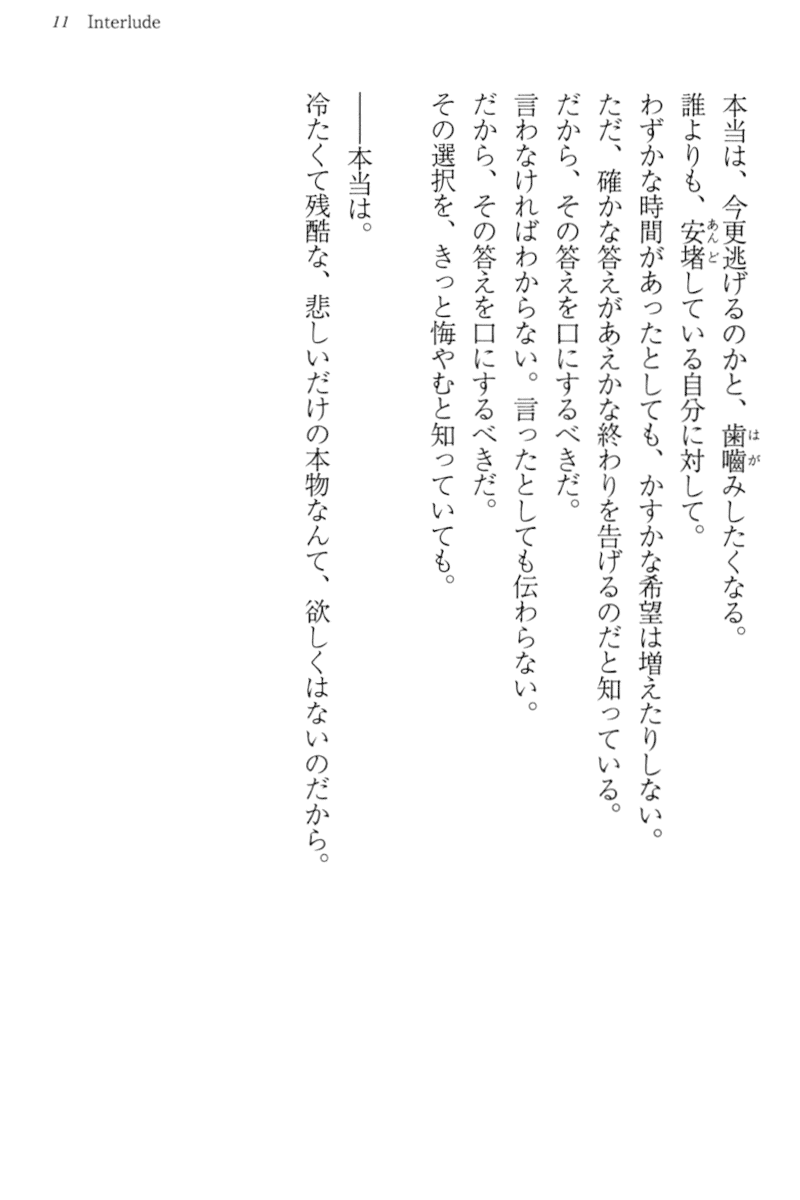 11 Interlude
本当は、今更逃げるのかと、歯嚙みしたくなる。
誰よりも、安堵している自分に対して。
わずかな時間があったとしても、かすかな希望は増えたりしない。
ただ、確かな答えがあえかな終わりを告げるのだと知っている。
だから、その答えを口にするべきだ。
言わなければわからない。言ったとしても伝わらない。
だから、その答えを口にするべきだ。
その選択を、きっと悔やむと知っていても。
――本当は。
冷たくて残酷な、悲しいだけの本物なんて、欲しくはないのだから。